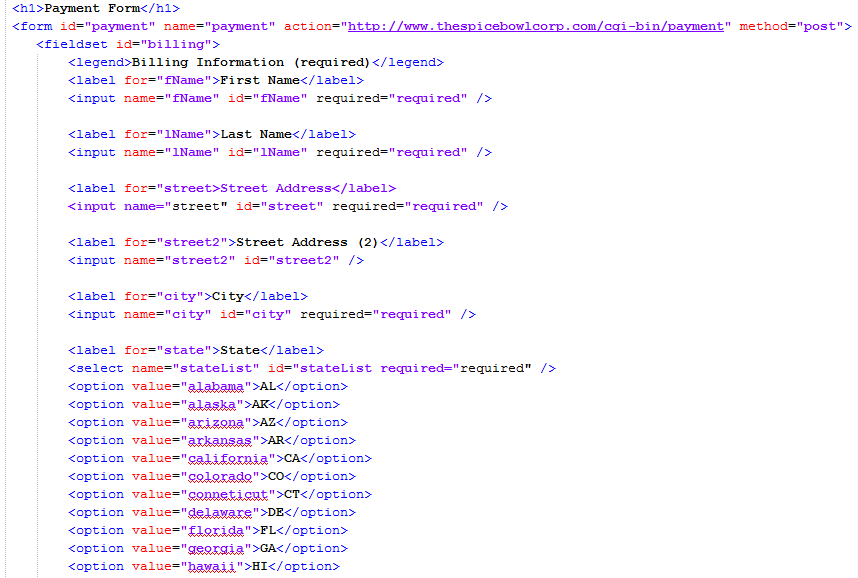 <h1>Payment Form</h1>
<form id="payment" name="payment" action="http://www.thespicebowlcorp.com/cgi-bin/payment" method="post">
<fieldset id="billing">
<legend>Billing Information (required)</legend>
<label for="fName">First Name</label>
<input name="fName" id="fName" required="required" />
<label for="lName">Last Name</label>
<input name="lName" id="lName" required="required" />
<label for="street>Street Address</label>
<input name="street" id="street" required="required" />
<label for="street2">Street Address (2)</label>
<input name="street2" id="street2" />
<label for="city">City</label>
<input name="city" id="city" required="required" />
<label for="state">State</label>
<select name="stateList" id="stateList required="required" />
<option value="alabama">AL</option>
<option value="alaska">AK</option>
<option value="arizona">AZ</option>
<option value="arkansas">AR</option>
<option value="california">CA</option>
<option value="colorado">CO</option>
<option value="conneticut">CT</option>
<option value="delaware">DE</option>
<option value="florida">FL</option>
<option value="georgia">GA</option>
<option value="hawaii">HI</option>